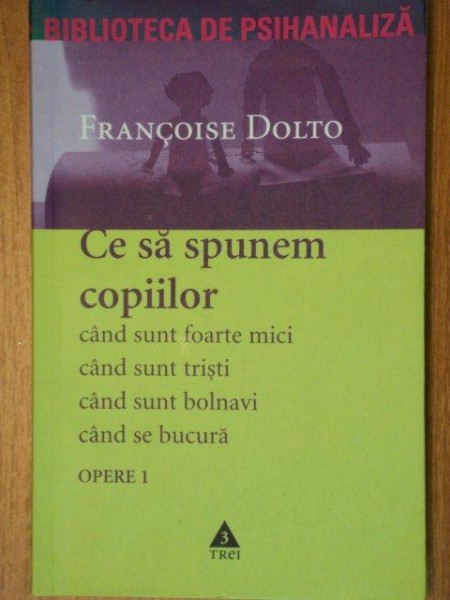 BIBLIOTECA DE PSIHANALIZĂ
FRANÇOISE DOLTO
Ce să spunem
copiilor
când sunt foarte mici
când sunt triști
când sunt bolnavi
când se bucură
OPERE 1
3
TREI